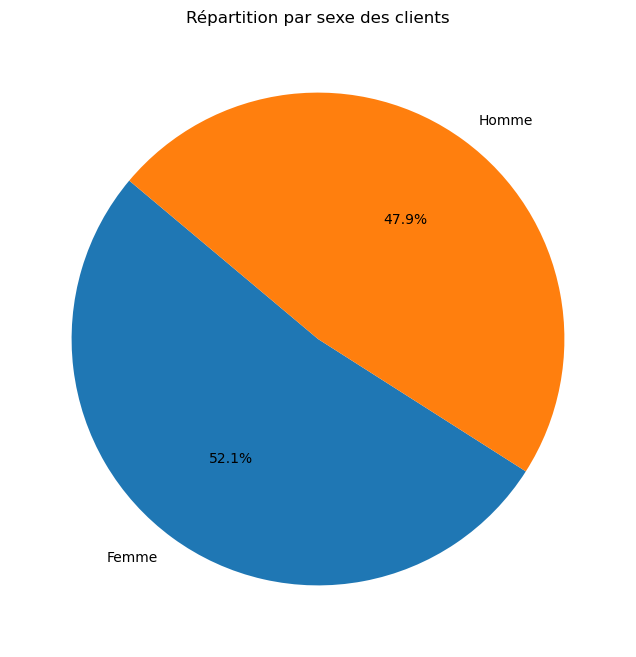 Répartition par sexe des clients
Homme
47.9%
52.1%
Femme